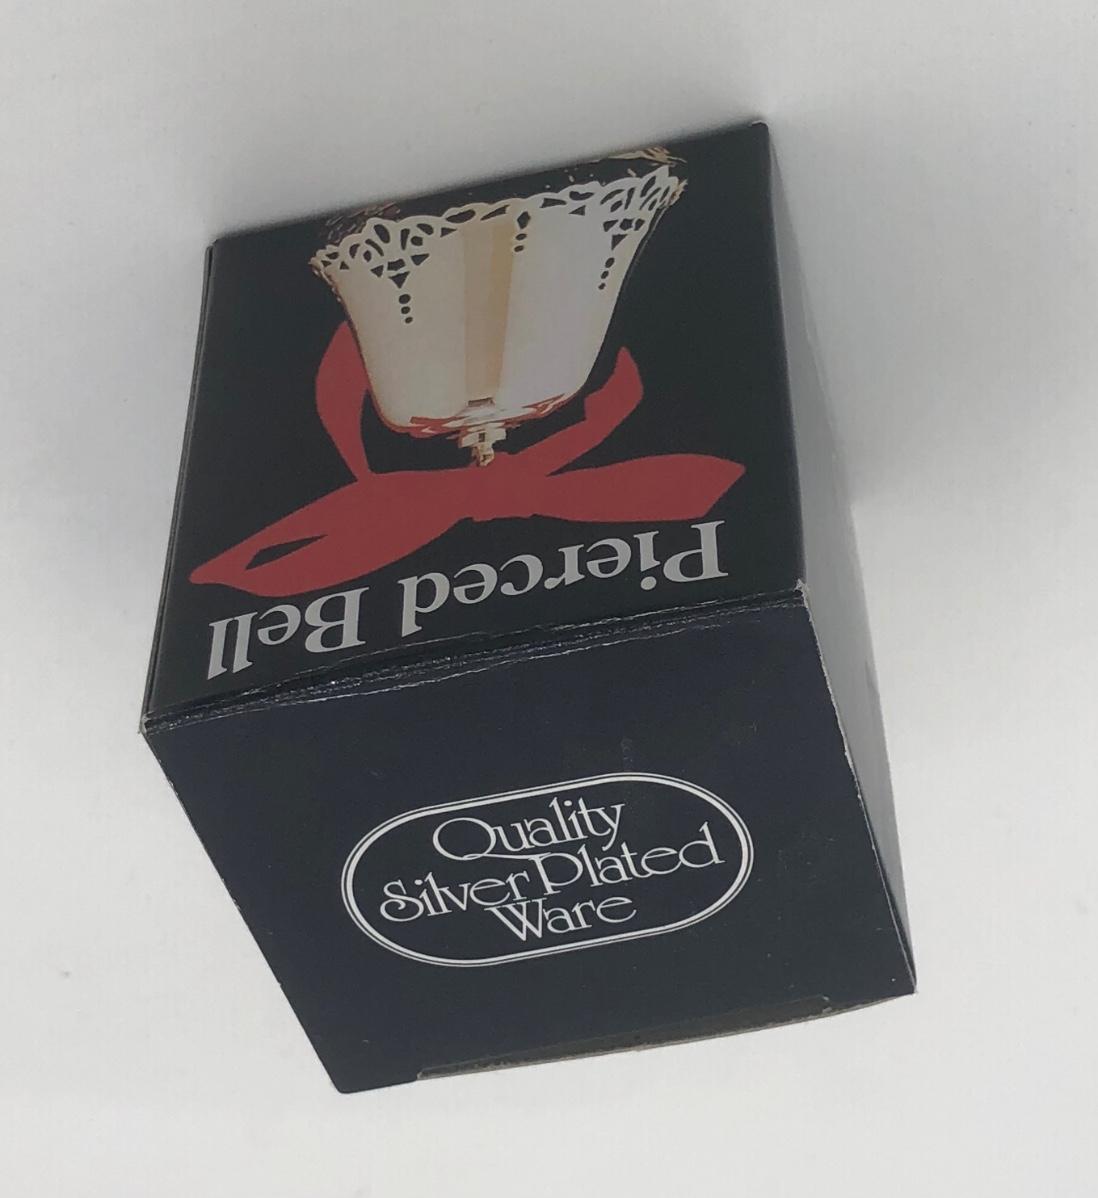 Pierced Bell
Quality
Silver Plated
Ware